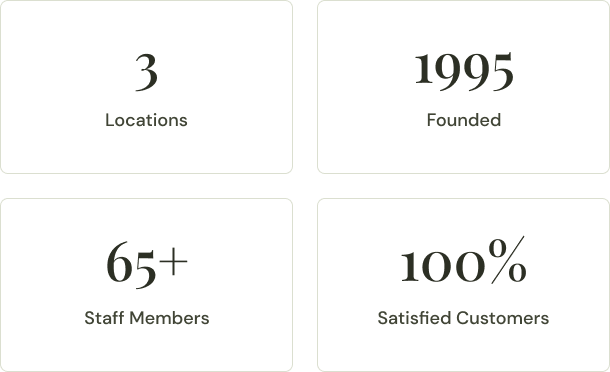 3
Locations
1995
Founded
65+
Staff Members
100%
Satisfied Customers